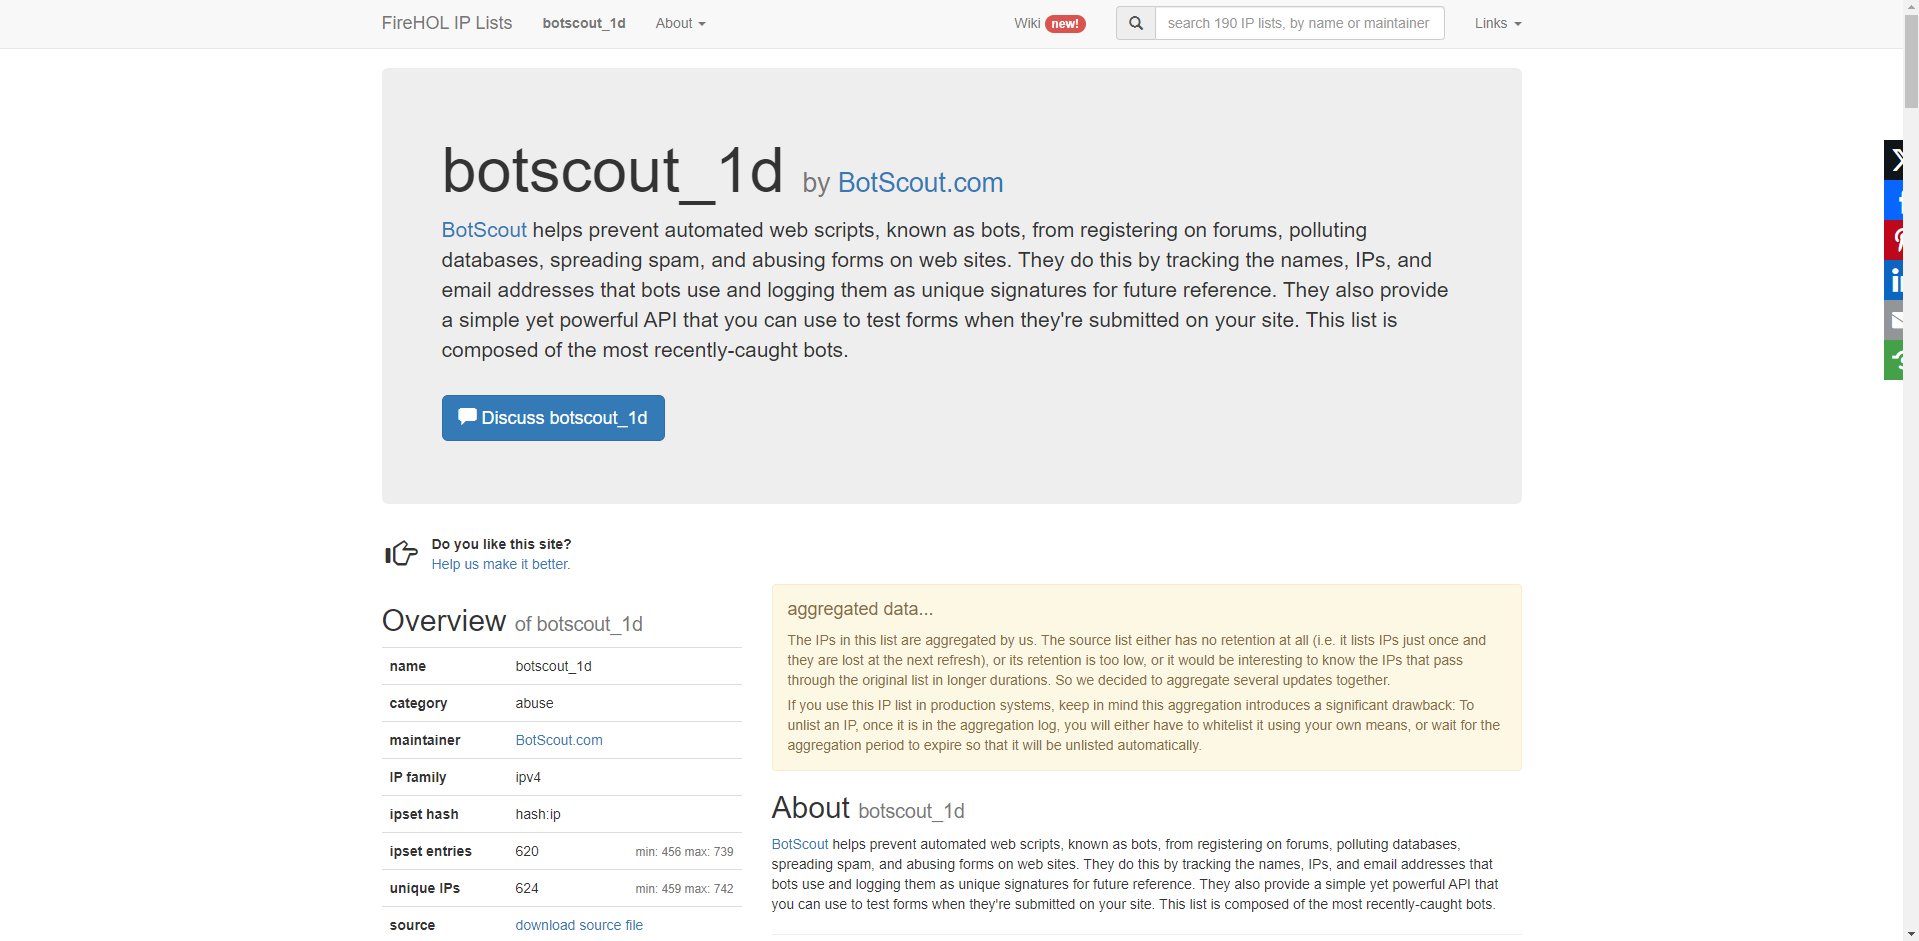 FireHOL IP Lists botscout_1d About Wiki new! search 190 IP lists, by name or maintainer Links
botscout_1d by BotScout.com
BotScout helps prevent automated web scripts, known as bots, from registering on forums, polluting
databases, spreading spam, and abusing forms on web sites. They do this by tracking the names, IPs, and
email addresses that bots use and logging them as unique signatures for future reference. They also provide
a simple yet powerful API that you can use to test forms when they're submitted on your site. This list is
composed of the most recently-caught bots.
Discuss botscout_1d
Do you like this site?
Help us make it better.
Overview of botscout_1d
name botscout_1d
category abuse
maintainer BotScout.com
IP family ipv4
ipset hash hash:ip
ipset entries 620 min: 456 max: 739
unique IPs 624 min: 459 max: 742
source download source file
aggregated data...
The IPs in this list are aggregated by us. The source list either has no retention at all (i.e. it lists IPs just once and
they are lost at the next refresh), or its retention is too low, or it would be interesting to know the IPs that pass
through the original list in longer durations. So we decided to aggregate several updates together.
If you use this IP list in production systems, keep in mind this aggregation introduces a significant drawback: To
unlist an IP, once it is in the aggregation log, you will either have to whitelist it using your own means, or wait for the
aggregation period to expire so that it will be unlisted automatically.
About botscout_1d
BotScout helps prevent automated web scripts, known as bots, from registering on forums, polluting databases,
spreading spam, and abusing forms on web sites. They do this by tracking the names, IPs, and email addresses that
bots use and logging them as unique signatures for future reference. They also provide a simple yet powerful API that
you can use to test forms when they're submitted on your site. This list is composed of the most recently-caught bots.